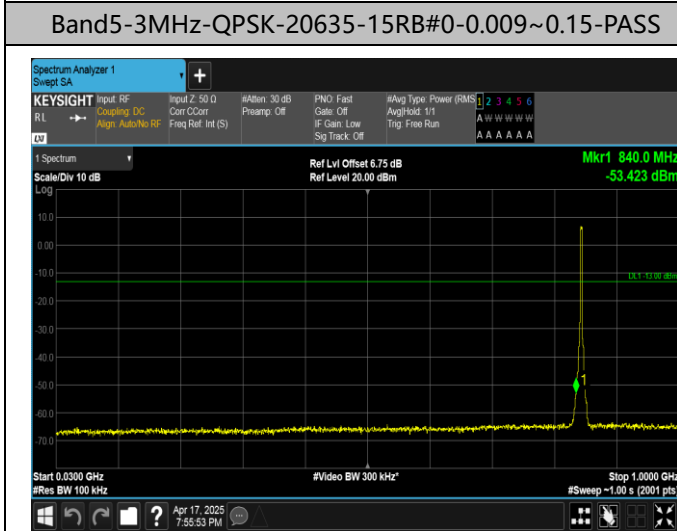 Band5-3MHz-QPSK-20635-15RB#0-0.009~0.15-PASS
Spectrum Analyzer 1
Swept SA
+
KEYSIGHT
RL
LXI
Input: RF
Coupling: DC
Align: Auto/No RF
Input Z: 50 Ω
Corr CCorr
Freq Ref: Int (S)
#Atten: 30 dB
Preamp: Off
PNO: Fast
Gate: Off
IF Gain: Low
Sig Track: Off
#Avg Type: Power (RMS
Avg|Hold: 1/1
Trig: Free Run
1 2 3 4 5 6
A W W W W W
A A A A A A
1 Spectrum
Scale/Div 10 dB
Log
Ref Lvl Offset 6.75 dB
Ref Level 20.00 dBm
Mkr1 840.0 MHz
-53.423 dBm
10.0
0.00
-10.0
DL1 -13.00 dBm
-20.0
-30.0
-40.0
-50.0
1
-60.0
-70.0
Start 0.0300 GHz
#Res BW 100 kHz
#Video BW 300 kHz*
Stop 1.0000 GHz
#Sweep ~1.00 s (2001 pts)
?
Apr 17, 2025
7:55:53 PM